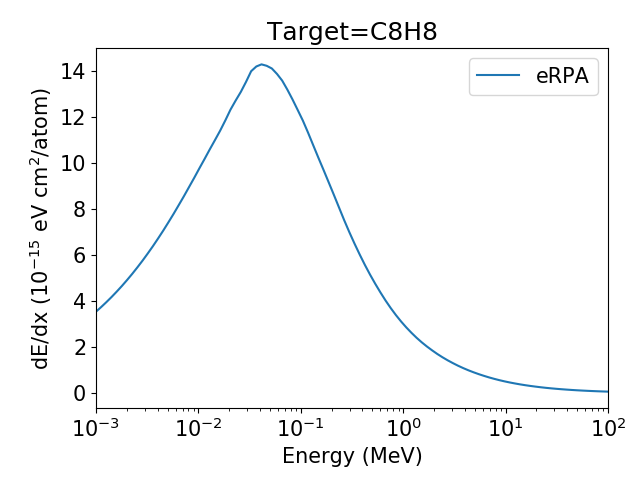 Target=C8H8
eRPA
dE/dx (10⁻¹⁵ eV cm²/atom)
14
12
10
8
6
4
2
0
10⁻³ 10⁻² 10⁻¹ 10⁰ 10¹ 10²
Energy (MeV)